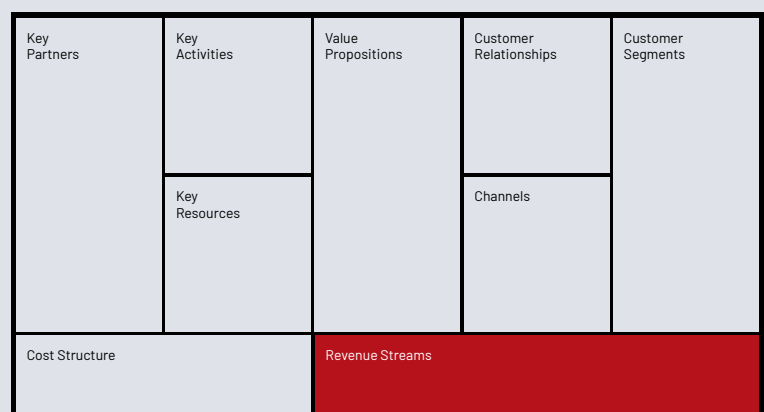 Key
Partners
Key
Activities
Value
Propositions
Customer
Relationships
Customer
Segments
Key
Resources
Channels
Cost Structure
Revenue Streams